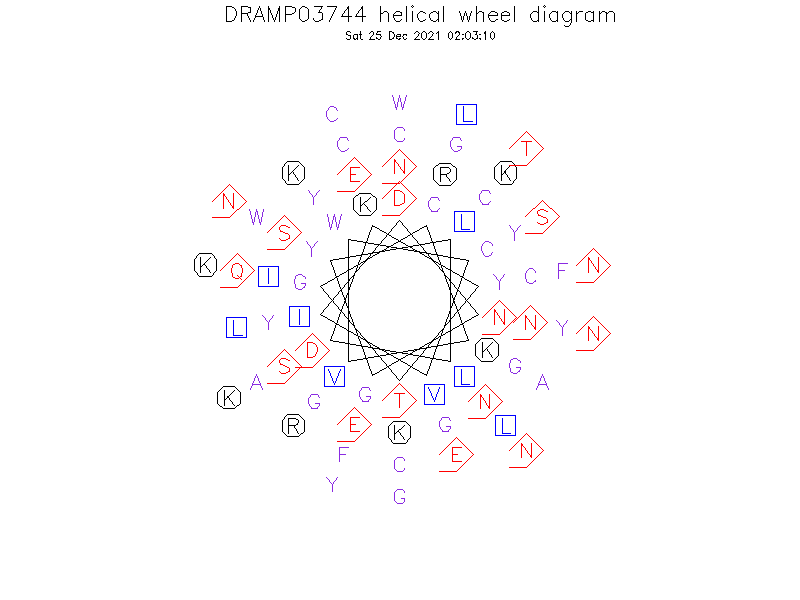 DRAMP03744 helical wheel diagram
Sat 25 Dec 2021 02:03:10
W
C L
C
C G T
K E N R K
N Y K D C C S
W W L
S Y Y
Y C
K Q I G Y C F N
L Y I N N Y N
S D K
A V L G A
K G G T V N
R E K G L
F C E N
Y G